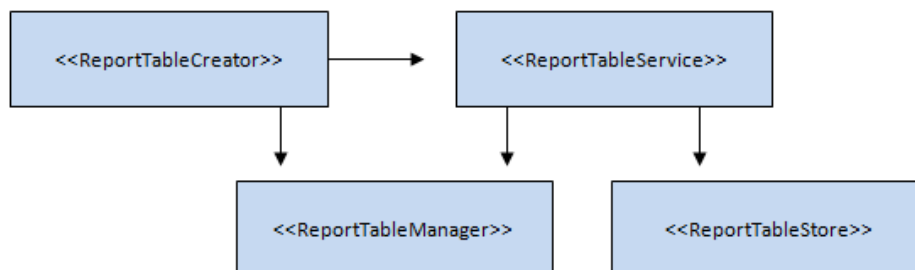 <<ReportTableCreator>>
<<ReportTableService>>
<<ReportTableManager>>
<<ReportTableStore>>